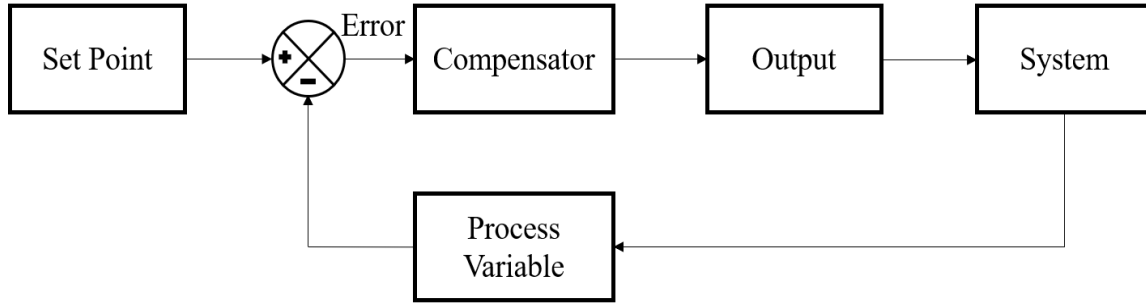 Set Point
+
-
Error
Compensator
Output
System
Process
Variable